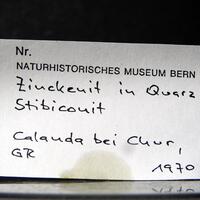 Nr.
NATURHISTORISCHES MUSEUM BERN
Zinckenit in Quarz
Stibiconit
Calanda bei Chur,
GR
1970